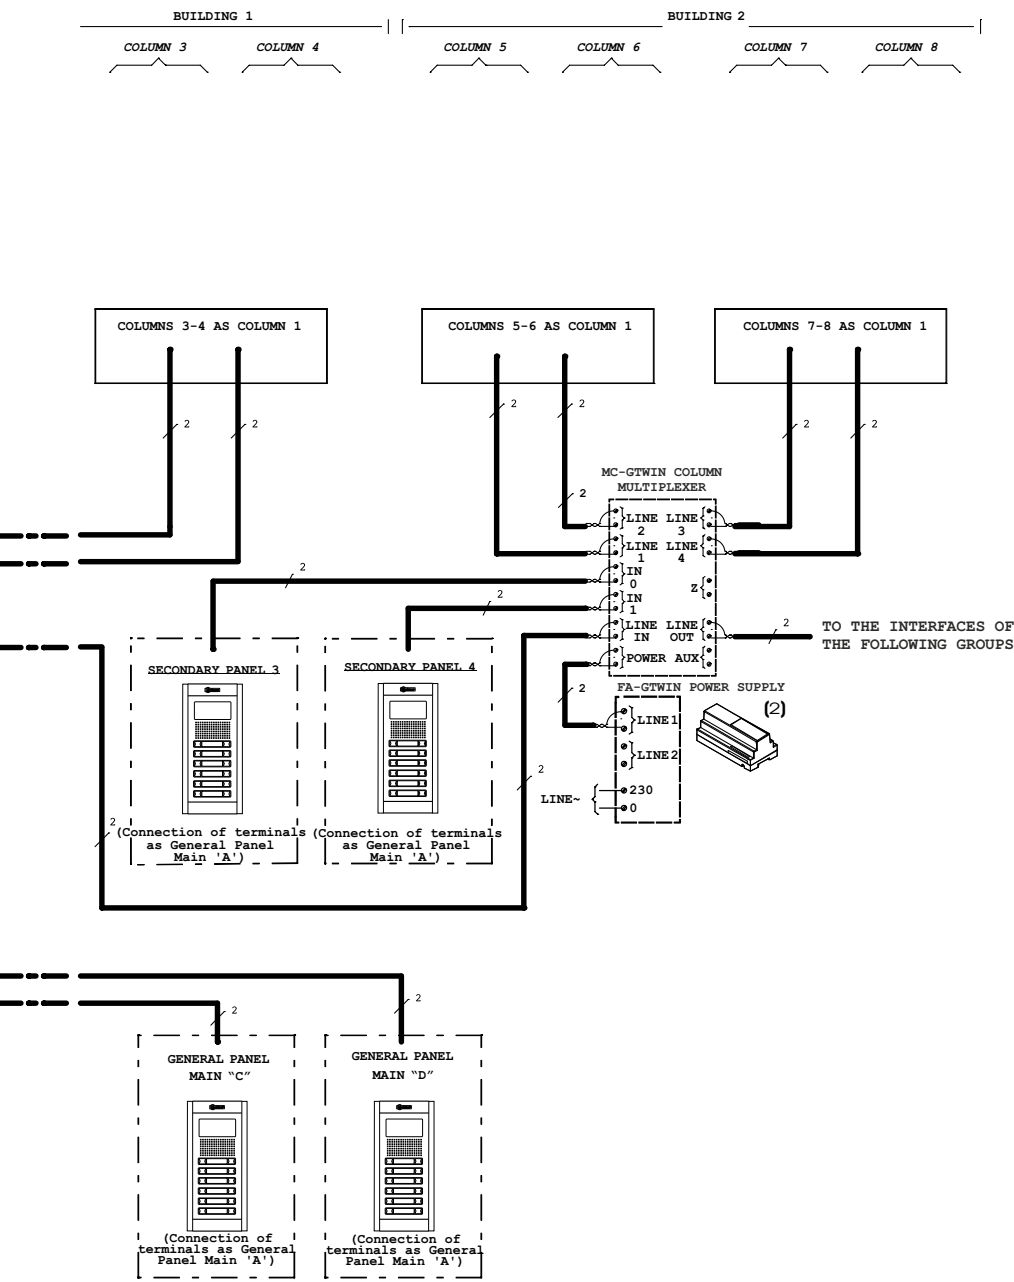 BUILDING 1
BUILDING 2
COLUMN 3
COLUMN 4
COLUMN 5
COLUMN 6
COLUMN 7
COLUMN 8
COLUMNS 3-4 AS COLUMN 1
COLUMNS 5-6 AS COLUMN 1
COLUMNS 7-8 AS COLUMN 1
2
2
2
2
2
2
MC-GTWIN COLUMN
MULTIPLEXER
2
LINE
2
LINE
3
LINE
1
LINE
4
IN
0
Z
IN
1
LINE
IN
LINE
OUT
POWER
AUX
2
2
2
TO THE INTERFACES OF
THE FOLLOWING GROUPS
SECONDARY PANEL 3
SECONDARY PANEL 4
2
FA-GTWIN POWER SUPPLY
(2)
LINE1
LINE2
LINE~
230
0
2
2
(Connection of terminals
as General Panel
Main 'A')
(Connection of terminals
as General Panel
Main 'A')
2
2
GENERAL PANEL
MAIN “C”
GENERAL PANEL
MAIN “D”
(Connection of
terminals as General
Panel Main 'A')
(Connection of
terminals as General
Panel Main 'A')